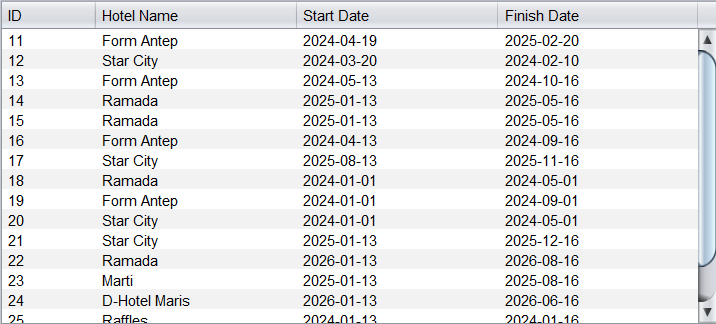 ID Hotel Name Start Date Finish Date
11 Form Antep 2024-04-19 2025-02-20
12 Star City 2024-03-20 2024-02-10
13 Form Antep 2024-05-13 2024-10-16
14 Ramada 2025-01-13 2025-05-16
15 Ramada 2025-01-13 2025-05-16
16 Form Antep 2024-04-13 2024-09-16
17 Star City 2025-08-13 2025-11-16
18 Ramada 2024-01-01 2024-05-01
19 Form Antep 2024-01-01 2024-09-01
20 Star City 2024-01-01 2024-05-01
21 Star City 2025-01-13 2025-12-16
22 Ramada 2026-01-13 2026-08-16
23 Marti 2025-01-13 2025-08-16
24 D-Hotel Maris 2026-01-13 2026-06-16
25 Raffles 2024-01-13 2024-01-16